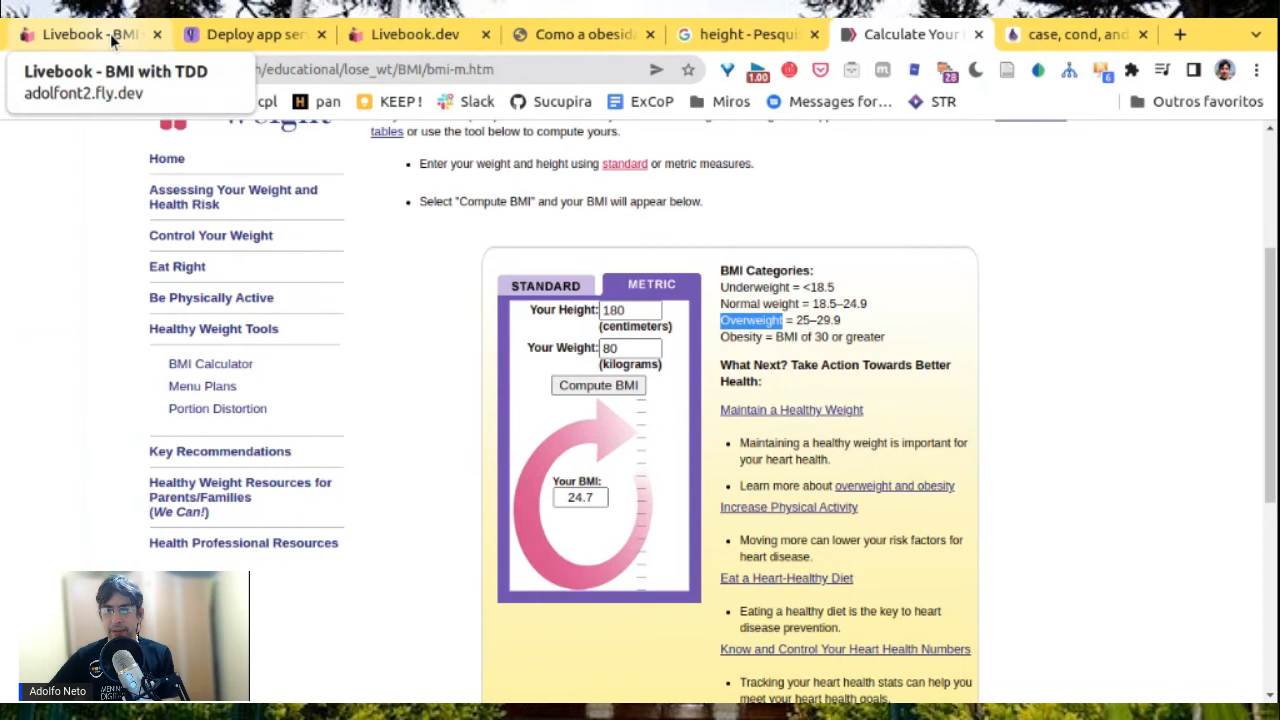 Livebook - BMI
Deploy app ser
Livebook.dev
Como a obesid
height - Pesqui
Calculate Your
case, cond, and
Livebook - BMI with TDD
adolfont2.fly.dev
/educational/lose_wt/BMI/bmi-m.htm
1.00
28
6
cpl
pan
KEEP!
Slack
Sucupira
ExCoP
Miros
Messages for...
STR
Outros favoritos
tables or use the tool below to compute yours.
Enter your weight and height using standard or metric measures.
Select "Compute BMI" and your BMI will appear below.
Home
Assessing Your Weight and
Health Risk
Control Your Weight
Eat Right
Be Physically Active
Healthy Weight Tools
BMI Calculator
Menu Plans
Portion Distortion
Key Recommendations
Healthy Weight Resources for
Parents/Families
(We Can!)
Health Professional Resources
STANDARD
METRIC
Your Height: 180
(centimeters)
Your Weight: 80
(kilograms)
Compute BMI
Your BMI:
24.7
BMI Categories:
Underweight = <18.5
Normal weight = 18.5–24.9
Overweight = 25–29.9
Obesity = BMI of 30 or greater
What Next? Take Action Towards Better
Health:
Maintain a Healthy Weight
Maintaining a healthy weight is important for
your heart health.
Learn more about overweight and obesity
Increase Physical Activity
Moving more can lower your risk factors for
heart disease.
Eat a Heart-Healthy Diet
Eating a healthy diet is the key to heart
disease prevention.
Know and Control Your Heart Health Numbers
Tracking your heart health stats can help you
meet your heart health goals.
Adolfo Neto